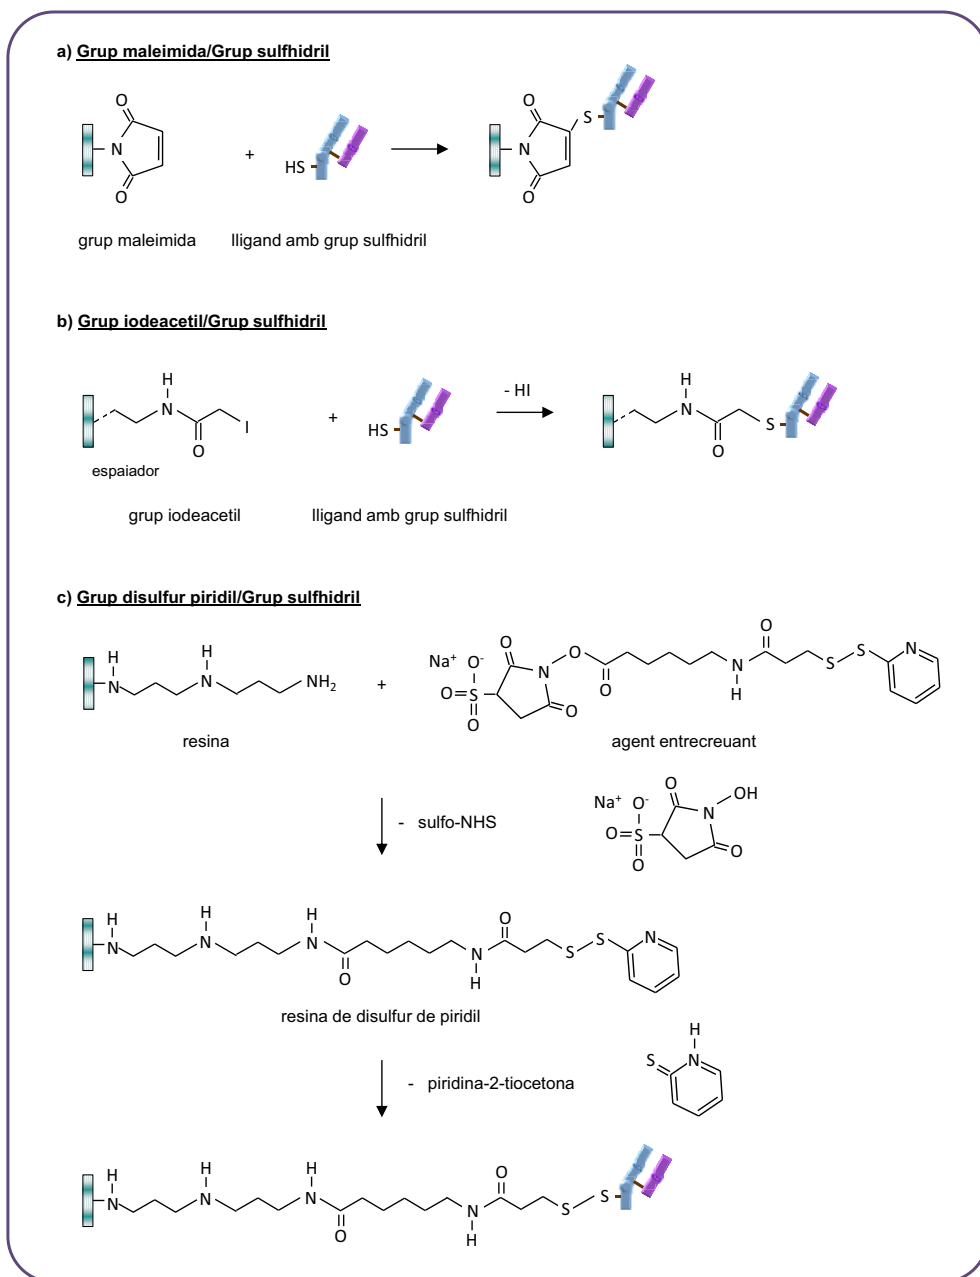 a) Grup maleimida/Grup sulfhidril
O
N
O
+
HS
O
N
O
S
grup maleimida lligand amb grup sulfhidril
b) Grup iodeacetil/Grup sulfhidril
H
N
O
I
+
HS
- HI
H
N
O
S
espaiador
grup iodeacetil lligand amb grup sulfhidril
c) Grup disulfur piridil/Grup sulfhidril
H
N
H
N
NH2
+
Na+ O-
O=S
O
O
N
O
O
O
N
H
O
S
S
N
resina agent entrecreuant
- sulfo-NHS
Na+ O-
O=S
O
O
N
OH
O
H
N
H
N
H
N
O
N
H
O
S
S
N
resina de disulfur de piridil
- piridina-2-tiocetona
S
H
N
H
N
H
N
H
N
O
N
H
O
S
S